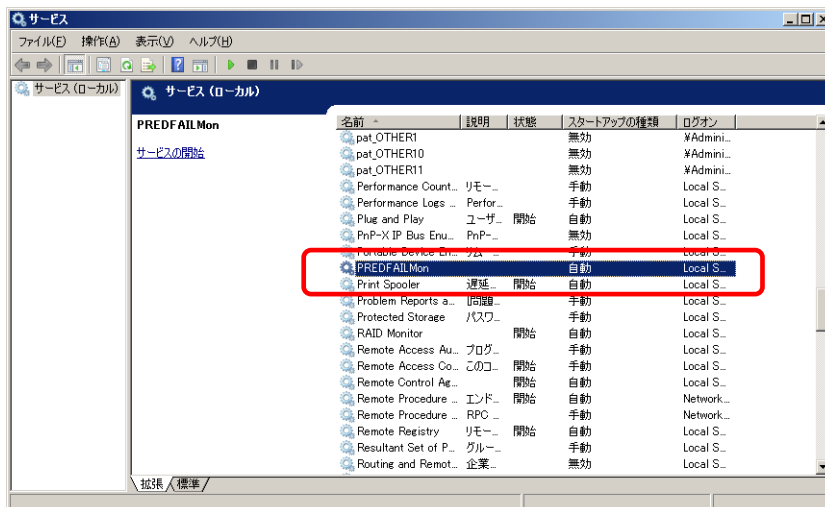 サービス
ファイル(F) 操作(A) 表示(V) ヘルプ(H)
サービス (ローカル)
サービス (ローカル)
PREDFAILMon
サービスの開始
名前 説明 状態 スタートアップの種類 ログオン
pat_OTHER1 無効 ¥Admini...
pat_OTHER10 無効 ¥Admini...
pat_OTHER11 無効 ¥Admini...
Performance Count... リモー... 手動 Local S...
Performance Logs ... Perfor... 手動 Local S...
Plug and Play ユーザ... 開始 自動 Local S...
PnP-X IP Bus Enu... PnP-... 無効 Local S...
Portable Device En... リム... 手動 Local S...
PREDFAILMon 自動 Local S...
Print Spooler 遅延... 開始 自動 Local S...
Problem Reports a... [問題... 手動 Local S...
Protected Storage パスワ... 手動 Local S...
RAID Monitor 開始 自動 Local S...
Remote Access Au... プログ... 手動 Local S...
Remote Access Co... このコ... 開始 手動 Local S...
Remote Control Ag... 開始 自動 Local S...
Remote Procedure ... エンド... 開始 自動 Network...
Remote Procedure ... RPC ... 手動 Network...
Remote Registry リモー... 開始 自動 Local S...
Resultant Set of P... グルー... 手動 Local S...
Routing and Remot... 企業... 無効 Local S...
拡張 標準